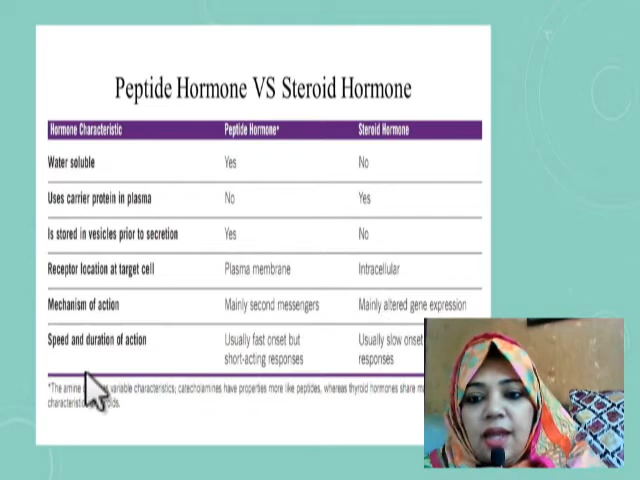 Peptide Hormone VS Steroid Hormone
Hormone Characteristic Peptide Hormone* Steroid Hormone
Water soluble Yes No
Uses carrier protein in plasma No Yes
Is stored in vesicles prior to secretion Yes No
Receptor location at target cell Plasma membrane Intracellular
Mechanism of action Mainly second messengers Mainly altered gene expression
Speed and duration of action Usually fast onset but Usually slow onset
short-acting responses responses
*The amine variable characteristics; catecholamines have properties more like peptides, whereas thyroid hormones share